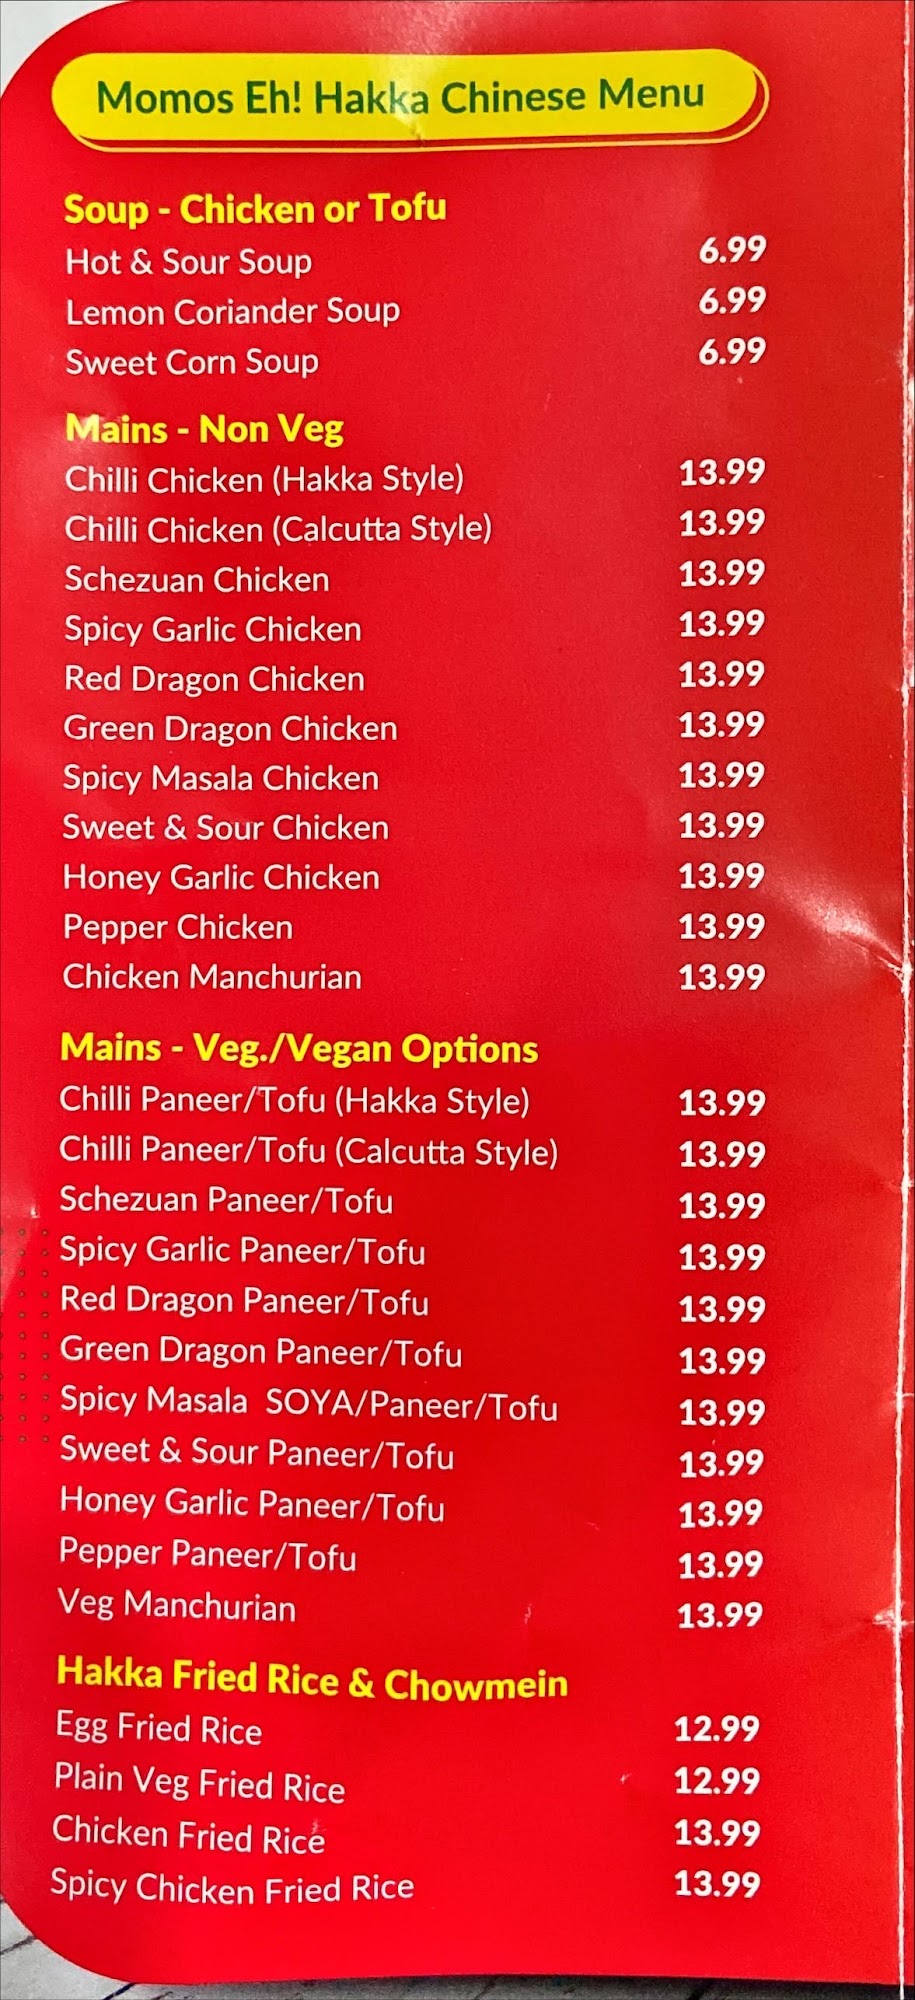 Momos Eh! Hakka Chinese Menu
Soup - Chicken or Tofu
Hot & Sour Soup 6.99
Lemon Coriander Soup 6.99
Sweet Corn Soup 6.99
Mains - Non Veg
Chilli Chicken (Hakka Style) 13.99
Chilli Chicken (Calcutta Style) 13.99
Schezuan Chicken 13.99
Spicy Garlic Chicken 13.99
Red Dragon Chicken 13.99
Green Dragon Chicken 13.99
Spicy Masala Chicken 13.99
Sweet & Sour Chicken 13.99
Honey Garlic Chicken 13.99
Pepper Chicken 13.99
Chicken Manchurian 13.99
Mains - Veg./Vegan Options
Chilli Paneer/Tofu (Hakka Style) 13.99
Chilli Paneer/Tofu (Calcutta Style) 13.99
Schezuan Paneer/Tofu 13.99
Spicy Garlic Paneer/Tofu 13.99
Red Dragon Paneer/Tofu 13.99
Green Dragon Paneer/Tofu 13.99
Spicy Masala SOYA/Paneer/Tofu 13.99
Sweet & Sour Paneer/Tofu 13.99
Honey Garlic Paneer/Tofu 13.99
Pepper Paneer/Tofu 13.99
Veg Manchurian 13.99
Hakka Fried Rice & Chowmein
Egg Fried Rice 12.99
Plain Veg Fried Rice 12.99
Chicken Fried Rice 13.99
Spicy Chicken Fried Rice 13.99